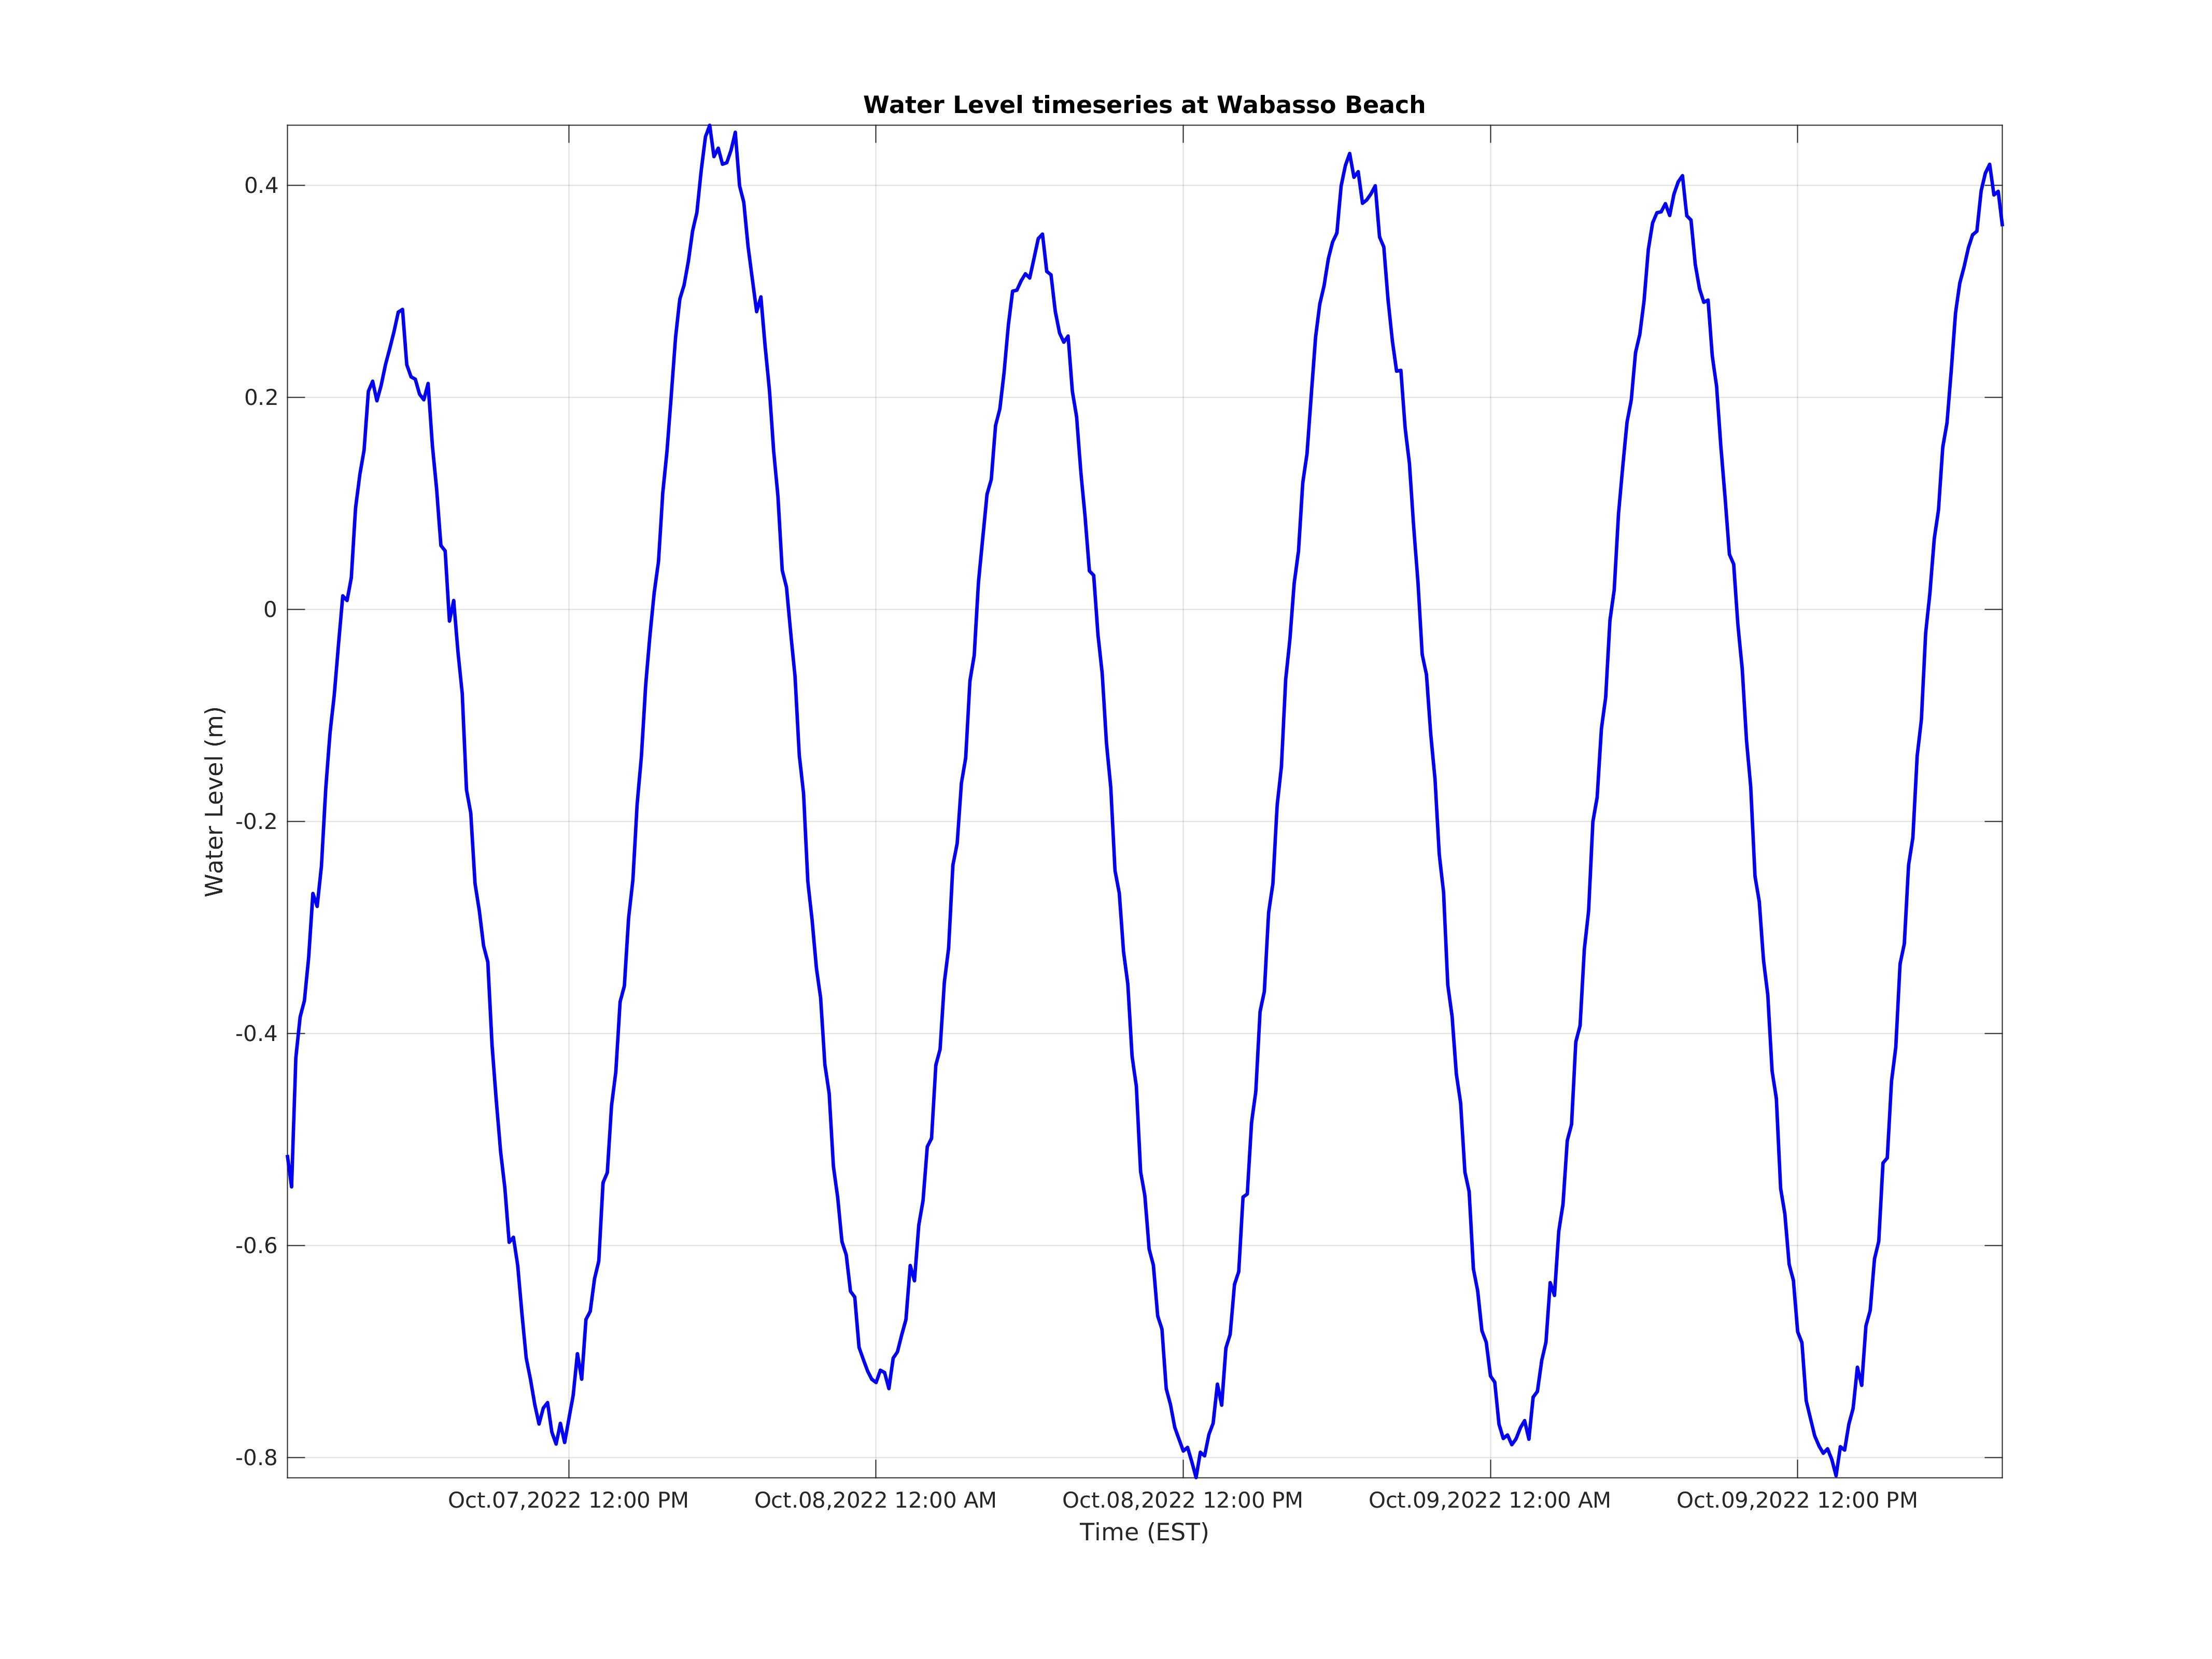 Water Level timeseries at Wabasso Beach
0.4
0.2
0
-0.2
-0.4
-0.6
-0.8
Water Level (m)
Oct.07,2022 12:00 PM Oct.08,2022 12:00 AM Oct.08,2022 12:00 PM Oct.09,2022 12:00 AM Oct.09,2022 12:00 PM
Time (EST)